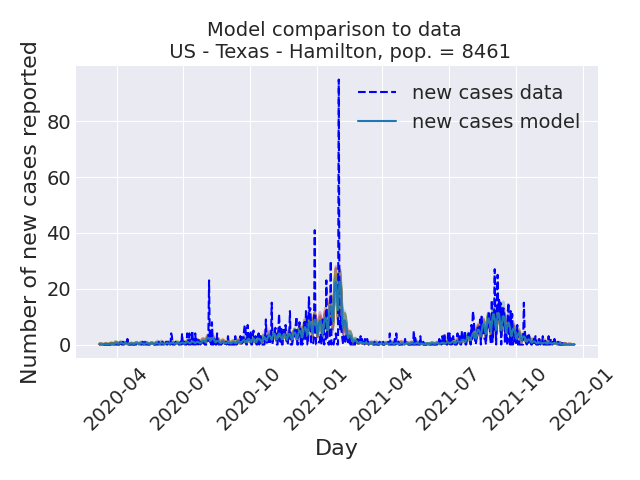 Model comparison to data
US - Texas - Hamilton, pop. = 8461
Number of new cases reported
80
60
40
20
0
new cases data
new cases model
2020-04
2020-07
2020-10
2021-01
2021-04
2021-07
2021-10
2022-01
Day